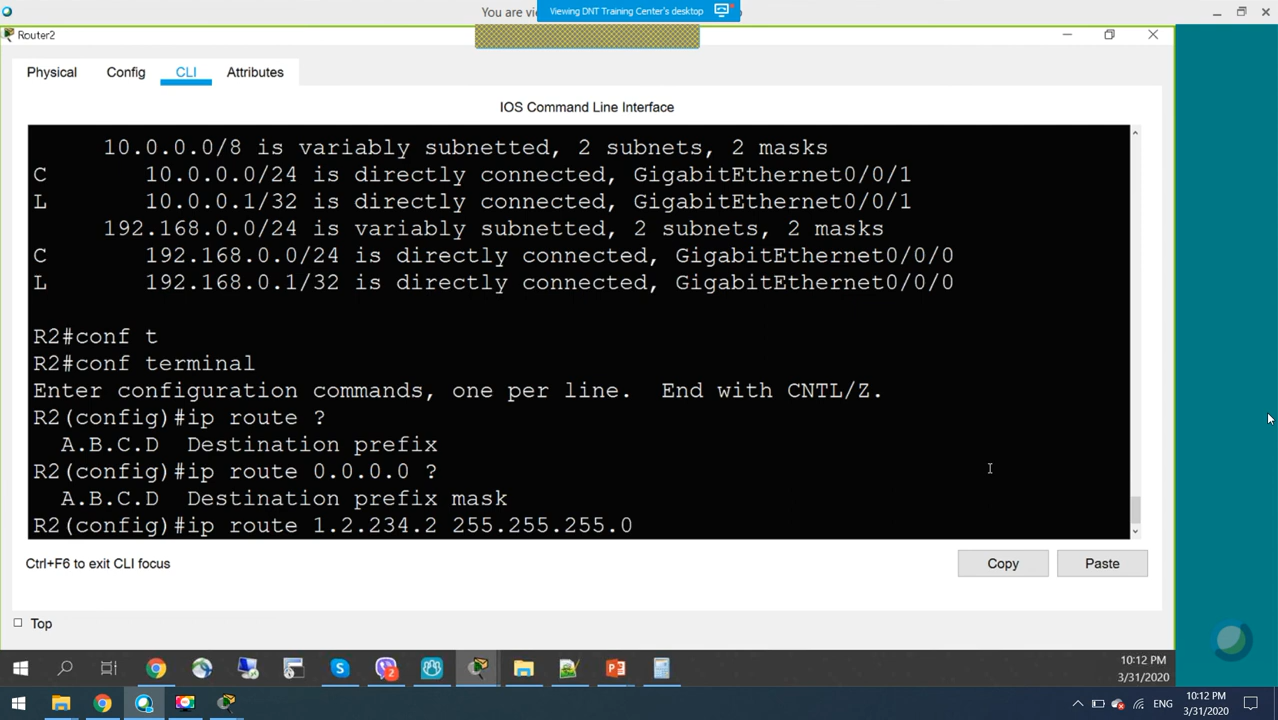 You are vie
Viewing DNT Training Center's desktop
Router2
Physical Config CLI Attributes
IOS Command Line Interface
10.0.0.0/8 is variably subnetted, 2 subnets, 2 masks
C 10.0.0.0/24 is directly connected, GigabitEthernet0/0/1
L 10.0.0.1/32 is directly connected, GigabitEthernet0/0/1
192.168.0.0/24 is variably subnetted, 2 subnets, 2 masks
C 192.168.0.0/24 is directly connected, GigabitEthernet0/0/0
L 192.168.0.1/32 is directly connected, GigabitEthernet0/0/0
R2#conf t
R2#conf terminal
Enter configuration commands, one per line. End with CNTL/Z.
R2(config)#ip route ?
A.B.C.D Destination prefix
R2(config)#ip route 0.0.0.0 ?
A.B.C.D Destination prefix mask
R2(config)#ip route 1.2.234.2 255.255.255.0
Ctrl+F6 to exit CLI focus
Copy Paste
Top
2
10:12 PM
3/31/2020
ENG
10:12 PM
3/31/2020